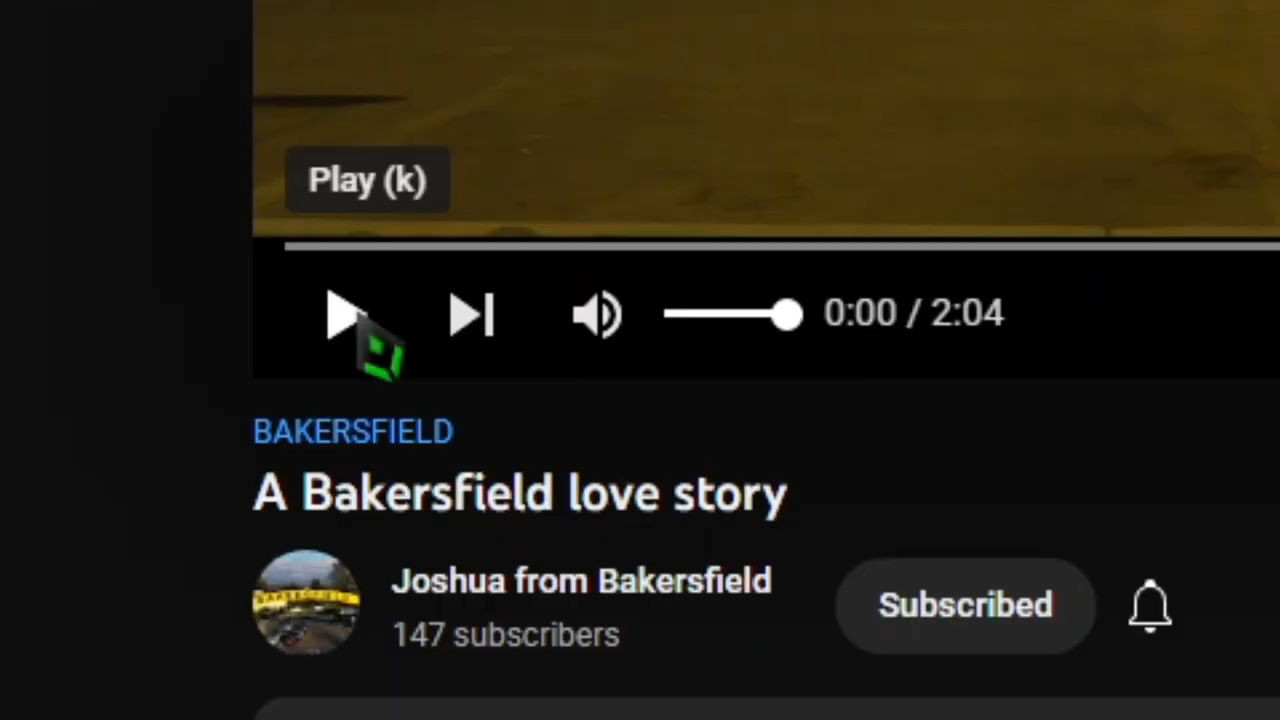 Play (k)
0:00 / 2:04
BAKERSFIELD
A Bakersfield love story
Joshua from Bakersfield
147 subscribers
Subscribed